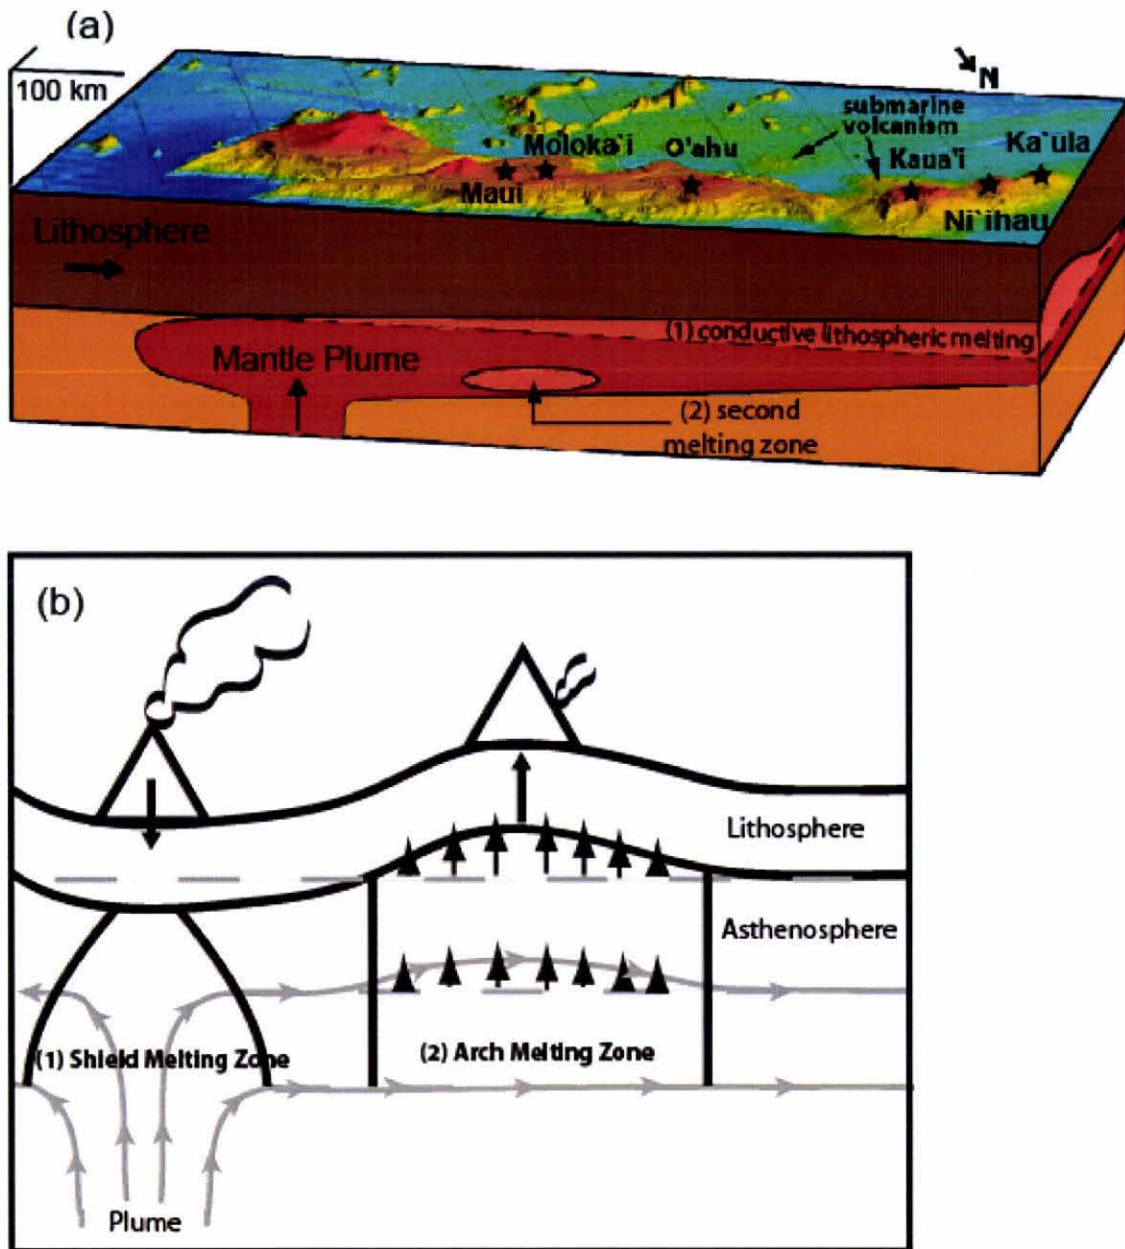 (a)
100 km
N
submarine
volcanism
Moloka`i
O'ahu
Ka`ula
Kaua'i
Maui
Ni`ihau
Lithosphere
(1) conductive lithospheric melting
Mantle Plume
(2) second
melting zone
(b)
Lithosphere
Asthenosphere
(1) Shield Melting Zone
(2) Arch Melting Zone
Plume